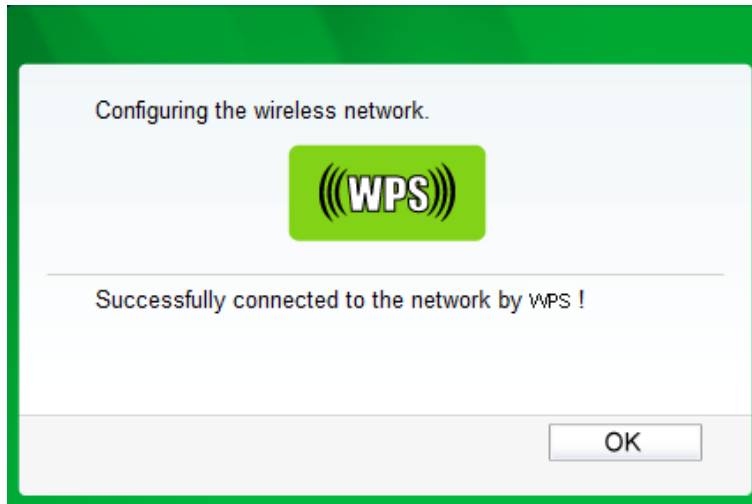 Configuring the wireless network.
(((WPS)))
Successfully connected to the network by WPS !
OK